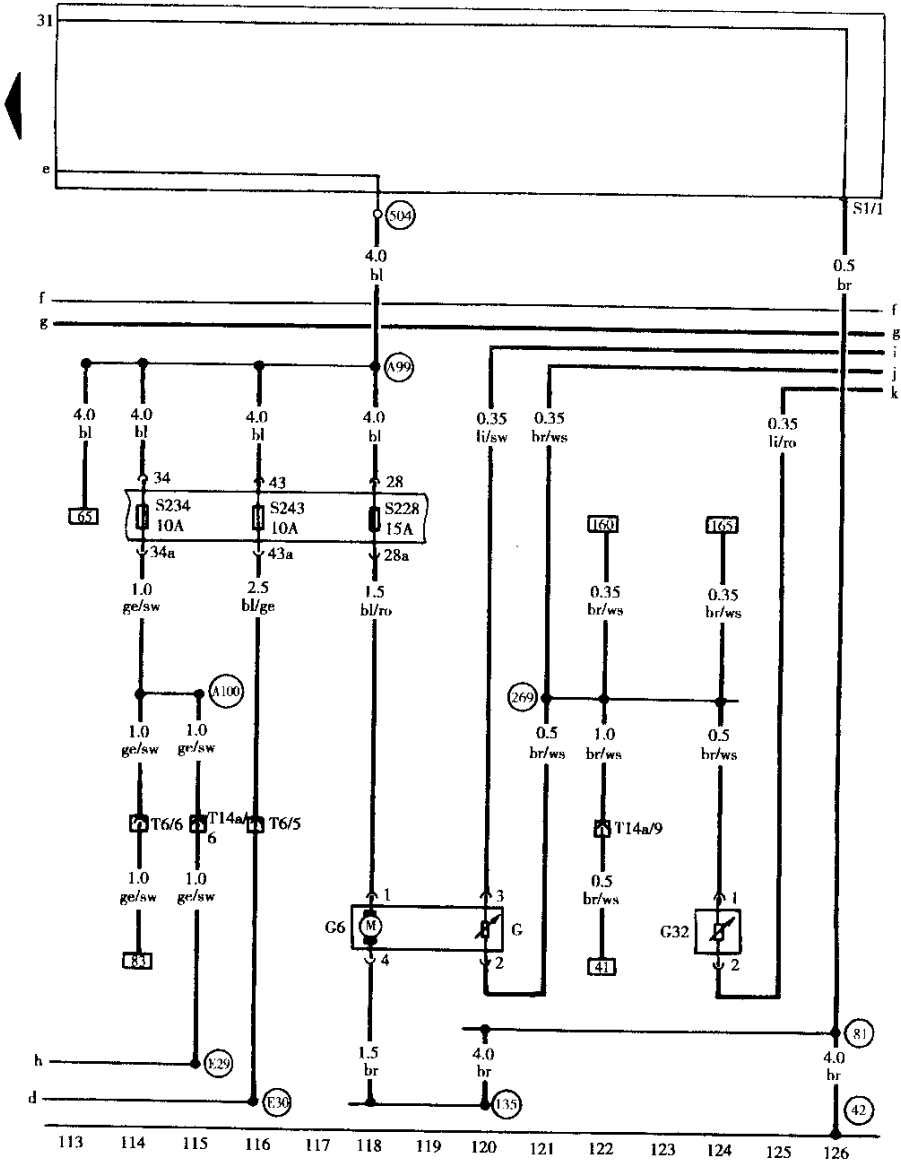 31
e
504
S1/1
4.0
bl
0.5
br
f
f
g
g
i
j
k
A99
4.0
bl
4.0
bl
4.0
bl
4.0
bl
0.35
li/sw
0.35
br/ws
0.35
li/ro
34
43
28
S234
10A
S243
10A
S228
15A
65
160
165
34a
43a
28a
1.0
ge/sw
2.5
bl/ge
1.5
bl/ro
0.35
br/ws
0.35
br/ws
A100
269
1.0
ge/sw
1.0
ge/sw
0.5
br/ws
1.0
br/ws
0.5
br/ws
T6/6
T14a/
6
T6/5
T14a/9
1.0
ge/sw
1.0
ge/sw
0.5
br/ws
1
3
1
G6
M
G
G32
4
2
2
83
41
81
h
E29
1.5
br
4.0
br
4.0
br
d
E30
135
42
113 114 115 116 117 118 119 120 121 122 123 124 125 126